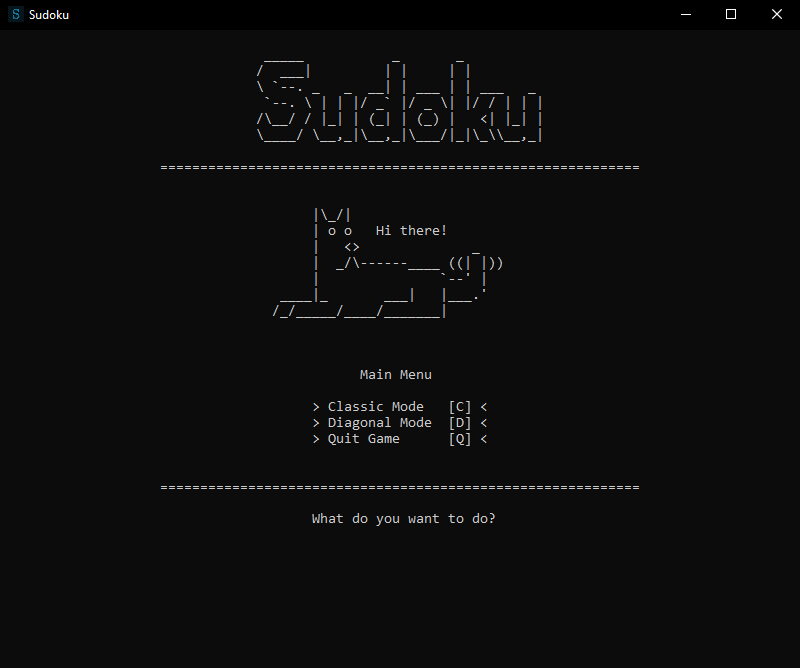 Sudoku
Sudoku
Hi there!
Main Menu
> Classic Mode [C] <
> Diagonal Mode [D] <
> Quit Game [Q] <
What do you want to do?